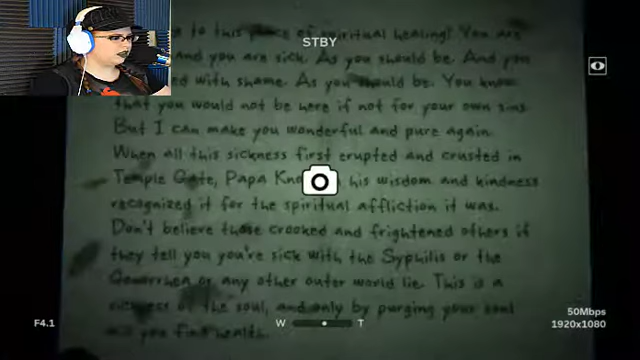 to this place of spiritual healing! You are
STBY
and you are sick. As you should be. And you
with shame. As you should be. You know
that you would not be here if not for your own sins.
But I can make you wonderful and pure again.
When all this sickness first erupted and crusted in
Temple Gate, Papa his wisdom and kindness
recognized it for the spiritual affliction it was.
Don't believe those crooked and frightened others if
they tell you you're sick with the Syphilis or the
Gonorrhea or any other outer world lie. This is a
sickness of the soul, and only by purging your soul
will you find health.
F4.1
W T
50Mbps
1920x1080